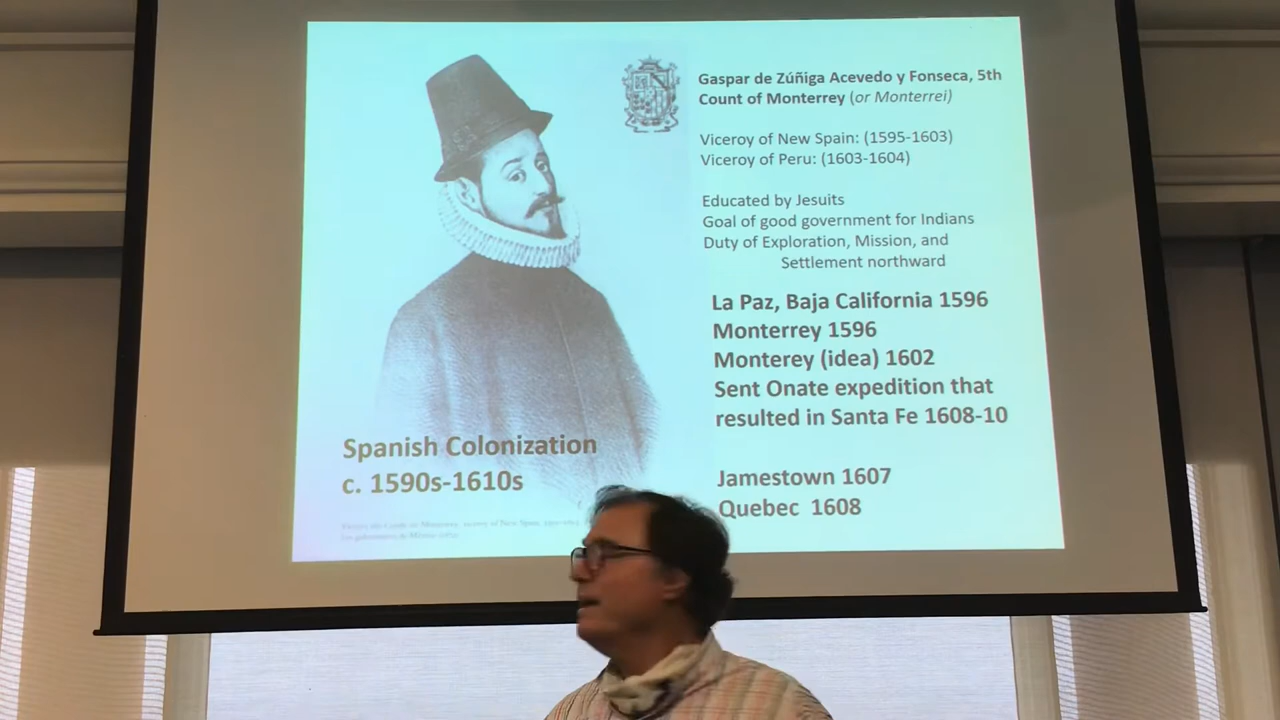 Gaspar de Zúñiga Acevedo y Fonseca, 5th
Count of Monterrey (or Monterrei)
Viceroy of New Spain: (1595-1603)
Viceroy of Peru: (1603-1604)
Educated by Jesuits
Goal of good government for Indians
Duty of Exploration, Mission, and
Settlement northward
La Paz, Baja California 1596
Monterrey 1596
Monterey (idea) 1602
Sent Onate expedition that
resulted in Santa Fe 1608-10
Jamestown 1607
Quebec 1608
Spanish Colonization
c. 1590s-1610s